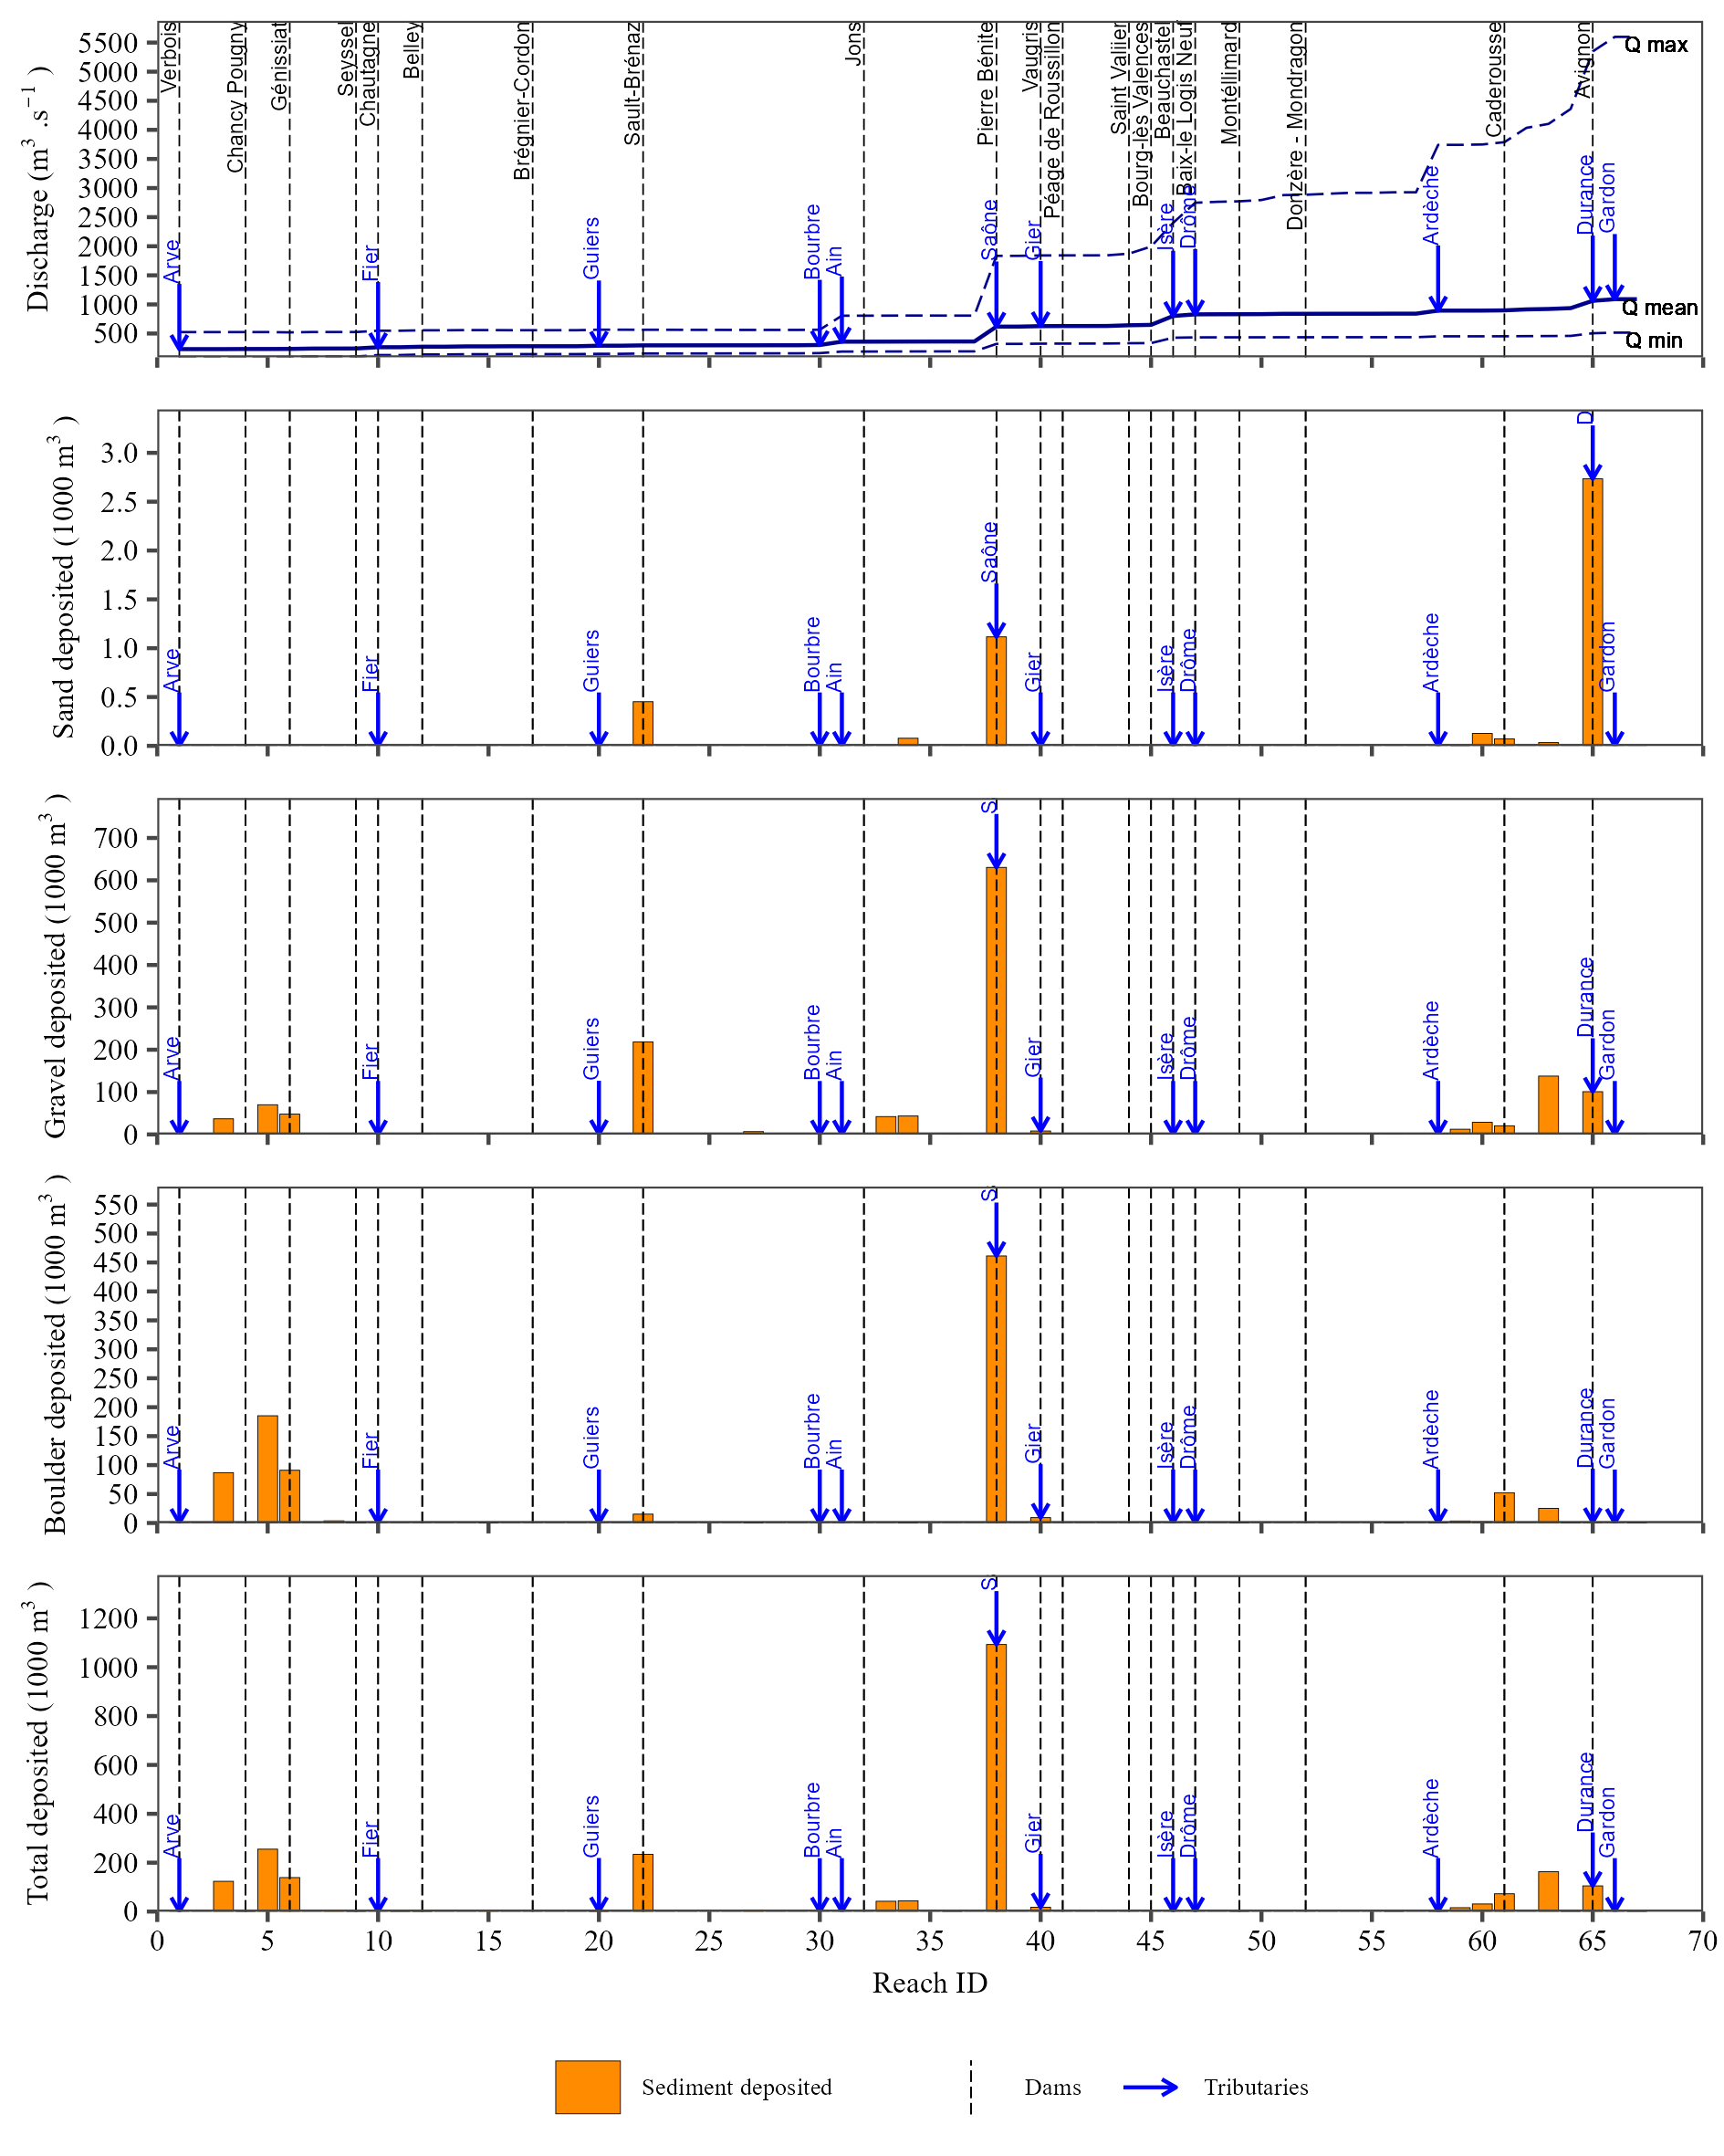 Discharge (m³ .s⁻¹ )
5500
5000
4500
4000
3500
3000
2500
2000
1500
1000
500
Verbois
Chancy Pougny
Génissiat
Seyssel
Chautagne
Belley
Brégnier-Cordon
Sault-Brénaz
Jons
Pierre Bénite
Vaugris
Péage de Roussillon
Saint Vallier
Bourg-lès Valences
Beauchastel
Baix-le Logis Neuf
Montéllimard
Donzère - Mondragon
Caderousse
Avignon
Arve
Fier
Guiers
Bourbre
Ain
Saône
Gier
Isère
Drôme
Ardèche
Durance
Gardon
Q max
Q mean
Q min
Sand deposited (1000 m³ )
3.0
2.5
2.0
1.5
1.0
0.5
0.0
Arve
Fier
Guiers
Bourbre
Ain
Saône
Gier
Isère
Drôme
Ardèche
D
Gardon
Gravel deposited (1000 m³ )
700
600
500
400
300
200
100
0
Arve
Fier
Guiers
Bourbre
Ain
S
Gier
Isère
Drôme
Ardèche
Durance
Gardon
Boulder deposited (1000 m³ )
550
500
450
400
350
300
250
200
150
100
50
0
Arve
Fier
Guiers
Bourbre
Ain
S
Gier
Isère
Drôme
Ardèche
Durance
Gardon
Total deposited (1000 m³ )
1200
1000
800
600
400
200
0
Arve
Fier
Guiers
Bourbre
Ain
S
Gier
Isère
Drôme
Ardèche
Durance
Gardon
0 5 10 15 20 25 30 35 40 45 50 55 60 65 70
Reach ID
Sediment deposited Dams Tributaries